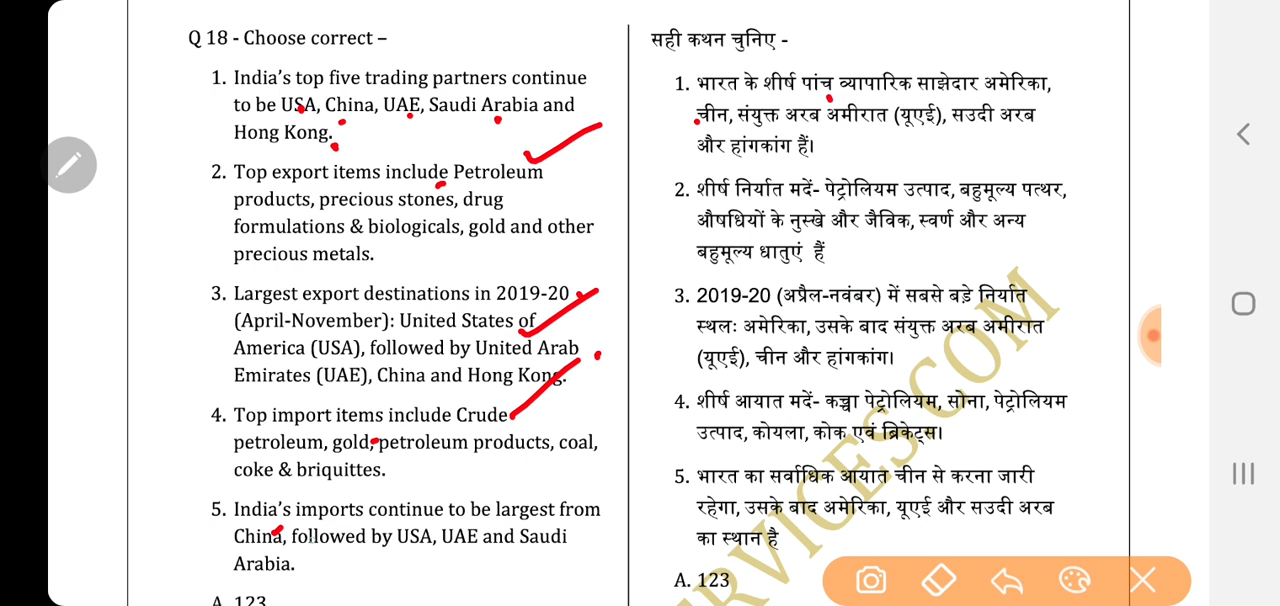 Q 18 - Choose correct –
1. India's top five trading partners continue
to be USA, China, UAE, Saudi Arabia and
Hong Kong.
2. Top export items include Petroleum
products, precious stones, drug
formulations & biologicals, gold and other
precious metals.
3. Largest export destinations in 2019-20
(April-November): United States of
America (USA), followed by United Arab
Emirates (UAE), China and Hong Kong.
4. Top import items include Crude
petroleum, gold, petroleum products, coal,
coke & briquittes.
5. India's imports continue to be largest from
China, followed by USA, UAE and Saudi
Arabia.
A. 123
सही कथन चुनिए -
1. भारत के शीर्ष पांच व्यापारिक साझेदार अमेरिका,
चीन, संयुक्त अरब अमीरात (यूएई), सउदी अरब
और हांगकांग हैं।
2. शीर्ष निर्यात मदें- पेट्रोलियम उत्पाद, बहुमूल्य पत्थर,
औषधियों के नुस्खे और जैविक, स्वर्ण और अन्य
बहुमूल्य धातुएं हैं
3. 2019-20 (अप्रैल-नवंबर) में सबसे बड़े निर्यात
स्थलः अमेरिका, उसके बाद संयुक्त अरब अमीरात
(यूएई), चीन और हांगकांग।
4. शीर्ष आयात मदें- कच्चा पेट्रोलियम, सोना, पेट्रोलियम
उत्पाद, कोयला, कोक एवं ब्रिकेट्स।
5. भारत का सर्वाधिक आयात चीन से करना जारी
रहेगा, उसके बाद अमेरिका, यूएई और सउदी अरब
का स्थान है
A. 123
RVICES.COM